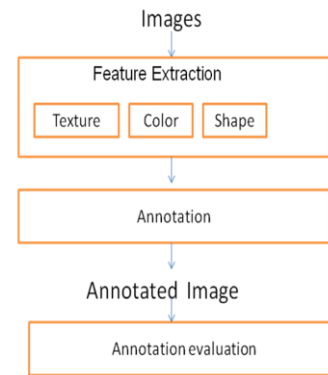 Images
Feature Extraction
Texture Color Shape
Annotation
Annotated Image
Annotation evaluation